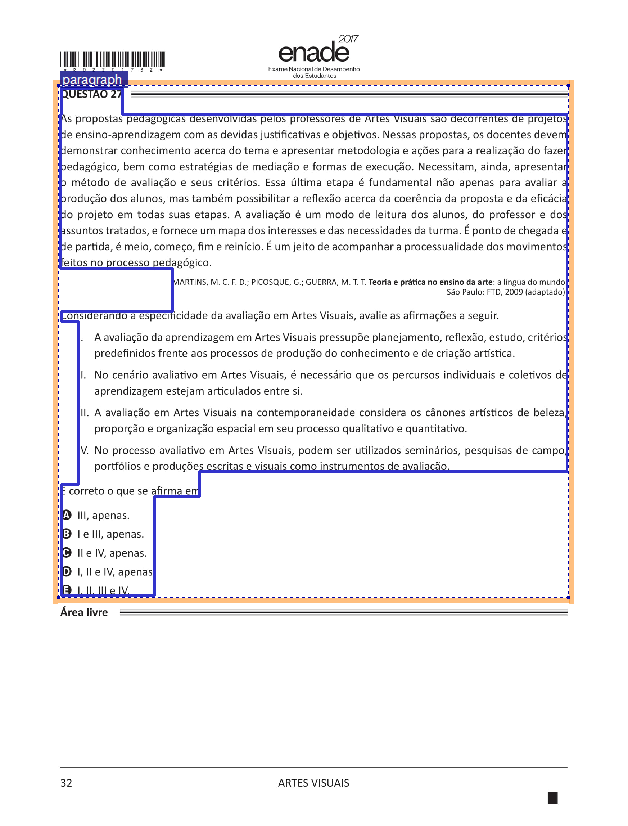 2017
enade
Exame Nacional de Desempenho
dos Estudantes
paragraph
QUESTÃO 27
As propostas pedagógicas desenvolvidas pelos professores de Artes Visuais são decorrentes de projetos
de ensino-aprendizagem com as devidas justificativas e objetivos. Nessas propostas, os docentes devem
demonstrar conhecimento acerca do tema e apresentar metodologia e ações para a realização do fazer
pedagógico, bem como estratégias de mediação e formas de execução. Necessitam, ainda, apresentar
o método de avaliação e seus critérios. Essa última etapa é fundamental não apenas para avaliar a
produção dos alunos, mas também possibilitar a reflexão acerca da coerência da proposta e da eficácia
do projeto em todas suas etapas. A avaliação é um modo de leitura dos alunos, do professor e dos
assuntos tratados, e fornece um mapa dos interesses e das necessidades da turma. É ponto de chegada e
de partida, é meio, começo, fim e reinício. É um jeito de acompanhar a processualidade dos movimentos
feitos no processo pedagógico.
MARTINS, M. C. F. D.; PICOSQUE, G.; GUERRA, M. T. T. Teoria e prática no ensino da arte: a língua do mundo.
São Paulo: FTD, 2009 (adaptado).
Considerando a especificidade da avaliação em Artes Visuais, avalie as afirmações a seguir.
I. A avaliação da aprendizagem em Artes Visuais pressupõe planejamento, reflexão, estudo, critérios
predefinidos frente aos processos de produção do conhecimento e de criação artística.
II. No cenário avaliativo em Artes Visuais, é necessário que os percursos individuais e coletivos de
aprendizagem estejam articulados entre si.
III. A avaliação em Artes Visuais na contemporaneidade considera os cânones artísticos de beleza,
proporção e organização espacial em seu processo qualitativo e quantitativo.
IV. No processo avaliativo em Artes Visuais, podem ser utilizados seminários, pesquisas de campo,
portfólios e produções escritas e visuais como instrumentos de avaliação.
É correto o que se afirma em
A III, apenas.
B I e III, apenas.
C II e IV, apenas.
D I, II e IV, apenas.
E I, II, III e IV.
Área livre
32 ARTES VISUAIS